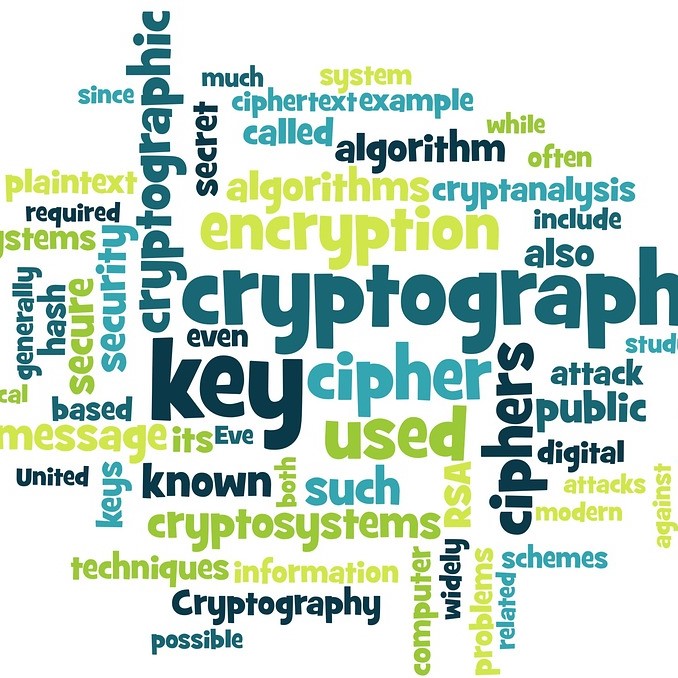 cryptographic
much
system
since
ciphertext
example
secret
called
algorithm
while
often
plaintext
algorithms
cryptanalysis
required
encryption
include
ystems
security
also
generally
hash
secure
cryptograph
even
stud
key
cipher
ciphers
attack
cal
based
used
public
message
its
Eve
digital
United
keys
known
both
such
RSA
attacks
against
cryptosystems
modern
techniques
information
computer
widely
problems
schemes
related
Cryptography
possible